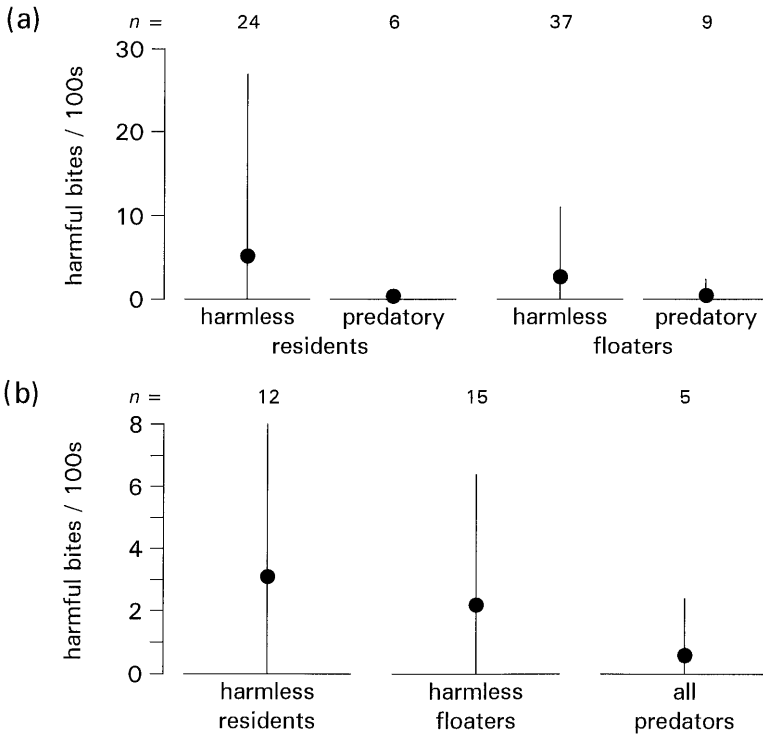 (a)
n = 24 6 37 9
harmful bites / 100s
30
20
10
0
harmless predatory harmless predatory
residents floaters
(b)
n = 12 15 5
harmful bites / 100s
8
6
4
2
0
harmless harmless all
residents floaters predators